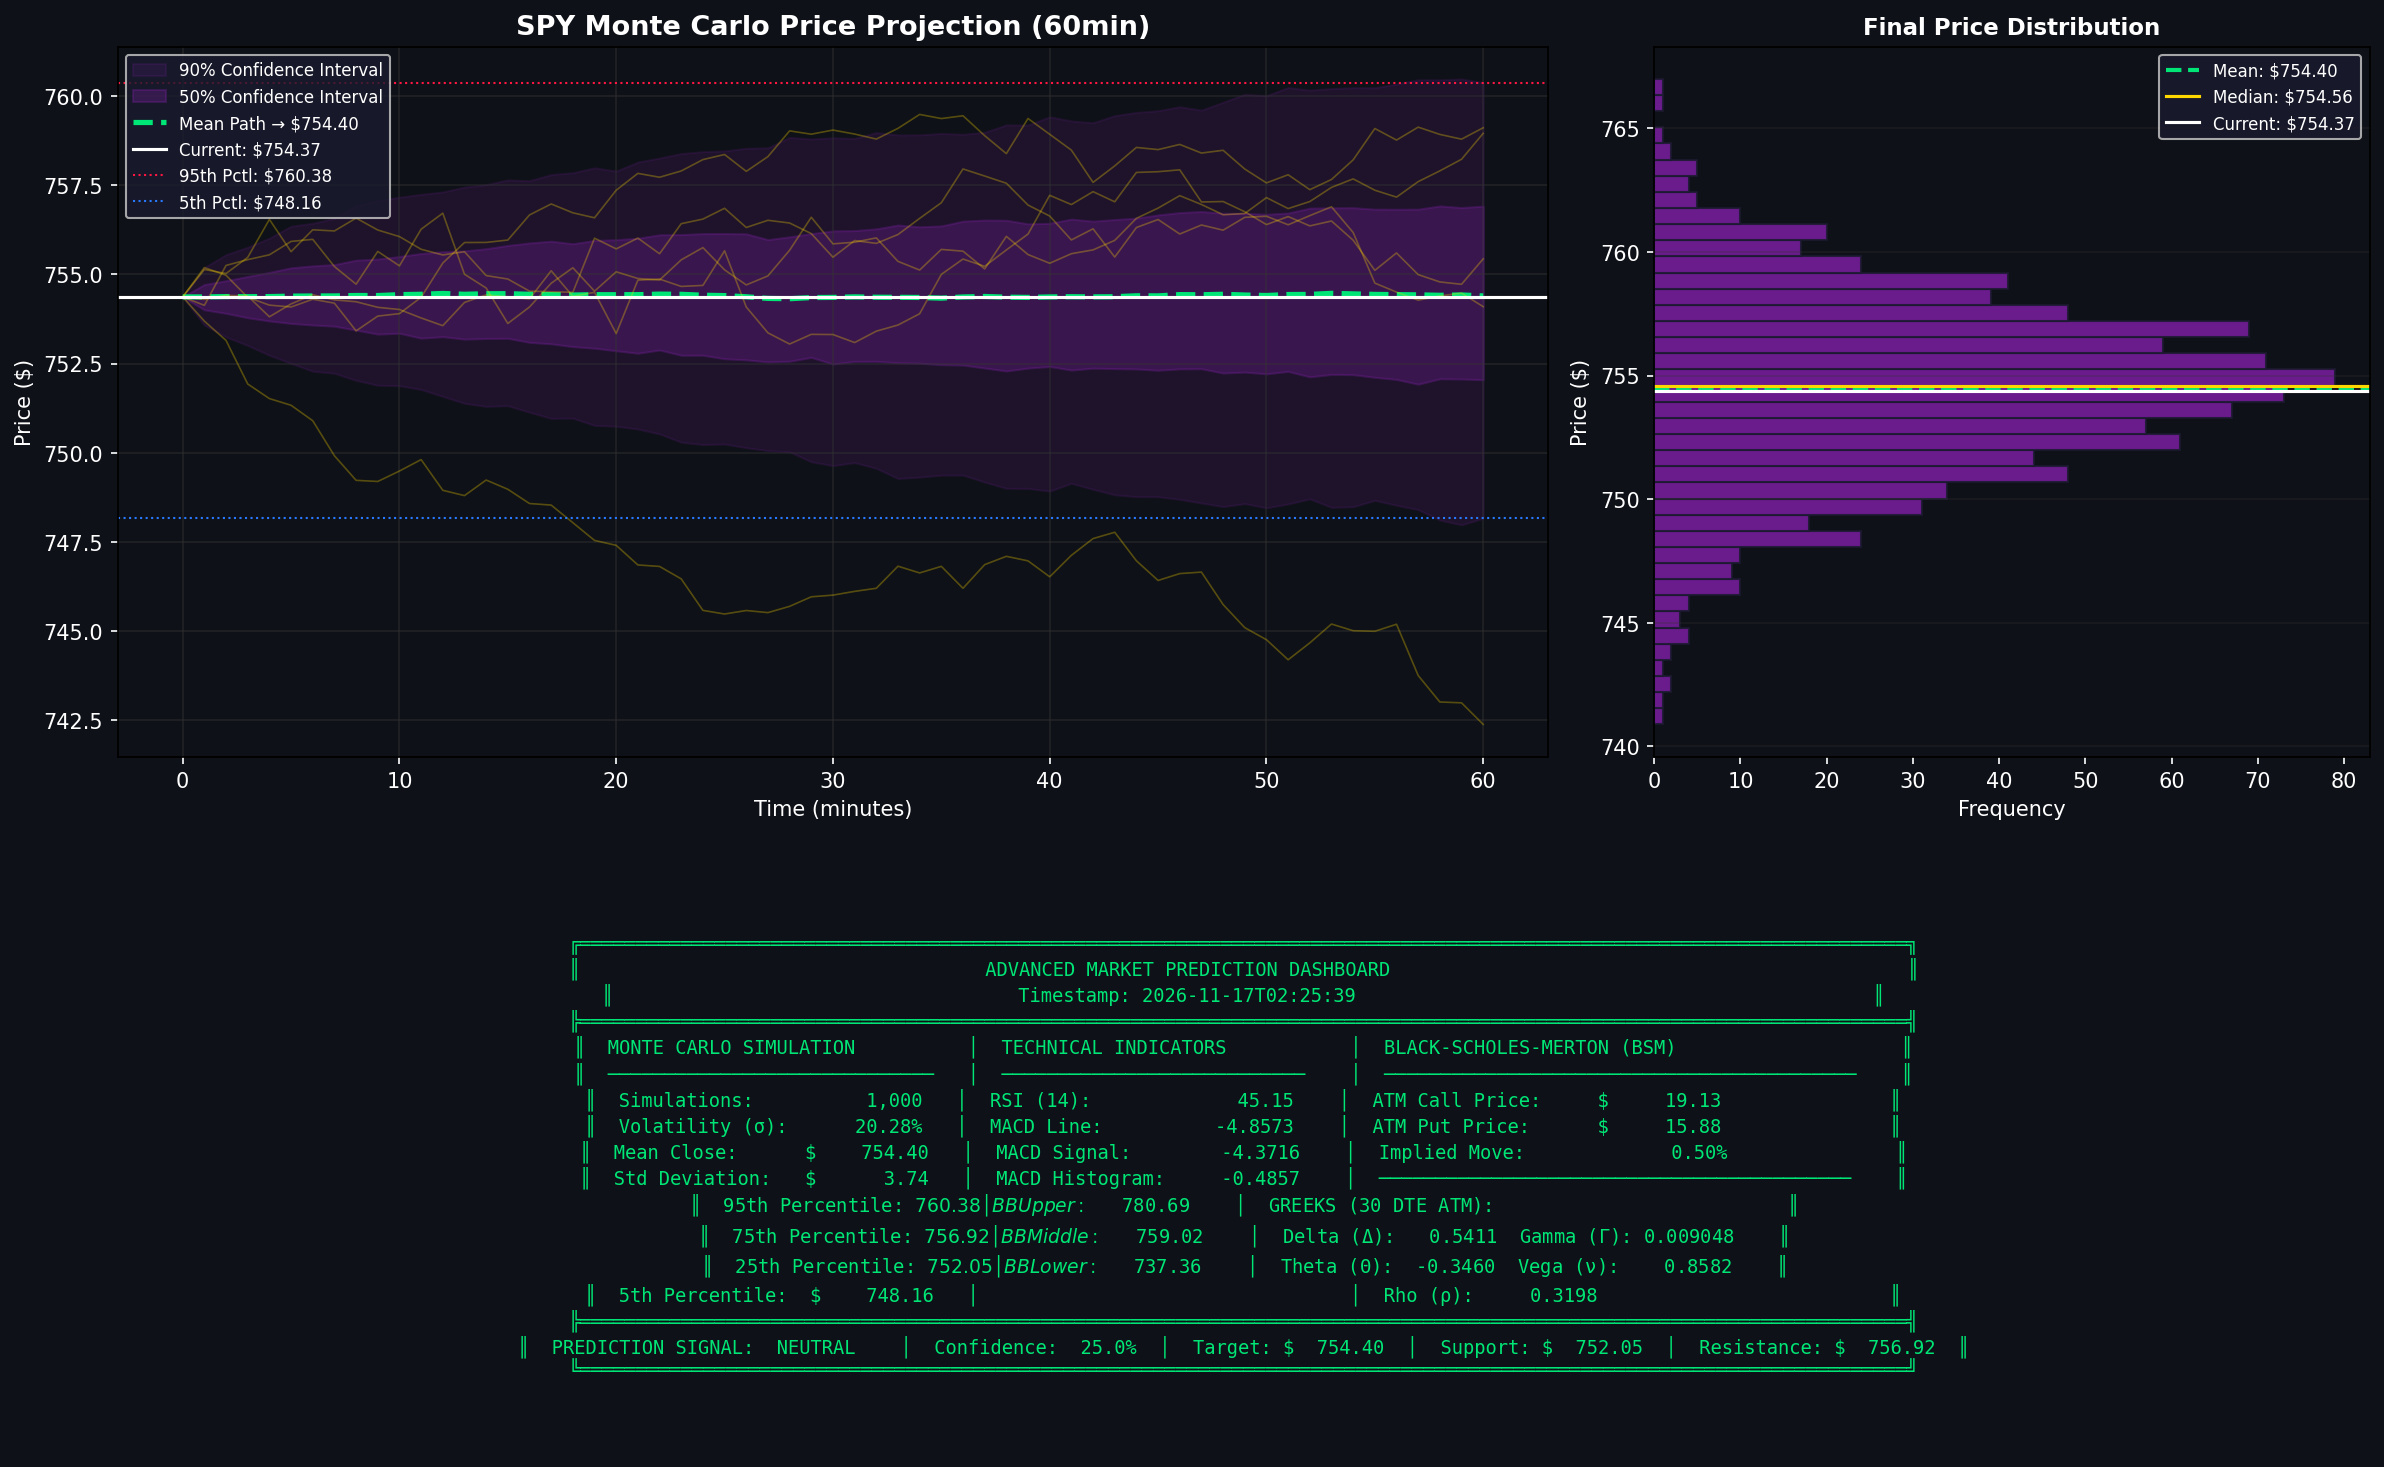 SPY Monte Carlo Price Projection (60min)
90% Confidence Interval
50% Confidence Interval
Mean Path → $754.40
Current: $754.37
95th Pctl: $760.38
5th Pctl: $748.16
Price ($)
760.0
757.5
755.0
752.5
750.0
747.5
745.0
742.5
0 10 20 30 40 50 60
Time (minutes)
Final Price Distribution
Mean: $754.40
Median: $754.56
Current: $754.37
Price ($)
765
760
755
750
745
740
0 10 20 30 40 50 60 70 80
Frequency
ADVANCED MARKET PREDICTION DASHBOARD
Timestamp: 2026-11-17T02:25:39
MONTE CARLO SIMULATION │ TECHNICAL INDICATORS │ BLACK-SCHOLES-MERTON (BSM)
Simulations: 1,000 │ RSI (14): 45.15 │ ATM Call Price: $ 19.13
Volatility (σ): 20.28% │ MACD Line: -4.8573 │ ATM Put Price: $ 15.88
Mean Close: $ 754.40 │ MACD Signal: -4.3716 │ Implied Move: 0.50%
Std Deviation: $ 3.74 │ MACD Histogram: -0.4857 │
95th Percentile: 760.38│BBUpper: 780.69 │ GREEKS (30 DTE ATM):
75th Percentile: 756.92│BBMiddle: 759.02 │ Delta (Δ): 0.5411 Gamma (Γ): 0.009048
25th Percentile: 752.05│BBLower: 737.36 │ Theta (Θ): -0.3460 Vega (ν): 0.8582
5th Percentile: $ 748.16 │ │ Rho (ρ): 0.3198
PREDICTION SIGNAL: NEUTRAL │ Confidence: 25.0% │ Target: $ 754.40 │ Support: $ 752.05 │ Resistance: $ 756.92